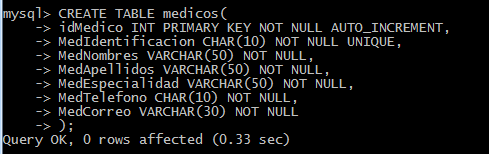 mysql> CREATE TABLE medicos(
    -> idMedico INT PRIMARY KEY NOT NULL AUTO_INCREMENT,
    -> MedIdentificacion CHAR(10) NOT NULL UNIQUE,
    -> MedNombres VARCHAR(50) NOT NULL,
    -> MedApellidos VARCHAR(50) NOT NULL,
    -> MedEspecialidad VARCHAR(50) NOT NULL,
    -> MedTelefono CHAR(10) NOT NULL,
    -> MedCorreo VARCHAR(30) NOT NULL
    -> );
Query OK, 0 rows affected (0.33 sec)